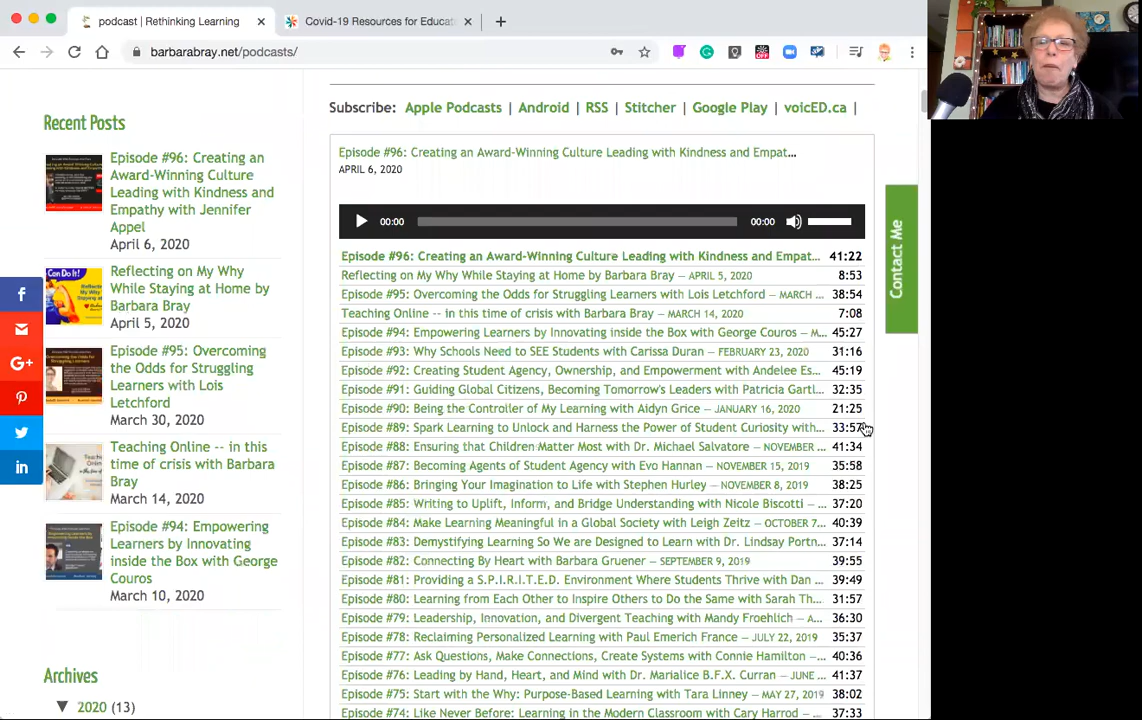 podcast | Rethinking Learning
Covid-19 Resources for Educat
barbarabray.net/podcasts/
OFF
Recent Posts
Episode #96: Creating an
Award-Winning Culture
Leading with Kindness and
Empathy with Jennifer
Appel
April 6, 2020
Reflecting on My Why
While Staying at Home by
Barbara Bray
April 5, 2020
Episode #95: Overcoming
the Odds for Struggling
Learners with Lois
Letchford
March 30, 2020
Teaching Online -- in this
time of crisis with Barbara
Bray
March 14, 2020
Episode #94: Empowering
Learners by Innovating
inside the Box with George
Couros
March 10, 2020
Archives
▼ 2020 (13)
Subscribe: Apple Podcasts | Android | RSS | Stitcher | Google Play | voicED.ca |
Episode #96: Creating an Award-Winning Culture Leading with Kindness and Empat...
APRIL 6, 2020
00:00 00:00
Episode #96: Creating an Award-Winning Culture Leading with Kindness and Empat... 41:22
Reflecting on My Why While Staying at Home by Barbara Bray — APRIL 5, 2020 8:53
Episode #95: Overcoming the Odds for Struggling Learners with Lois Letchford — MARCH ... 38:54
Teaching Online -- in this time of crisis with Barbara Bray — MARCH 14, 2020 7:08
Episode #94: Empowering Learners by Innovating inside the Box with George Couros — M... 45:27
Episode #93: Why Schools Need to SEE Students with Carissa Duran — FEBRUARY 23, 2020 31:16
Episode #92: Creating Student Agency, Ownership, and Empowerment with Andelee Es... 45:19
Episode #91: Guiding Global Citizens, Becoming Tomorrow's Leaders with Patricia Gartl... 32:35
Episode #90: Being the Controller of My Learning with Aidyn Grice — JANUARY 16, 2020 21:25
Episode #89: Spark Learning to Unlock and Harness the Power of Student Curiosity with... 33:57
Episode #88: Ensuring that Children Matter Most with Dr. Michael Salvatore — NOVEMBER ... 41:34
Episode #87: Becoming Agents of Student Agency with Evo Hannan — NOVEMBER 15, 2019 35:58
Episode #86: Bringing Your Imagination to Life with Stephen Hurley — NOVEMBER 8, 2019 38:25
Episode #85: Writing to Uplift, Inform, and Bridge Understanding with Nicole Biscotti — ... 37:20
Episode #84: Make Learning Meaningful in a Global Society with Leigh Zeitz — OCTOBER 7... 40:39
Episode #83: Demystifying Learning So We are Designed to Learn with Dr. Lindsay Portn... 37:14
Episode #82: Connecting By Heart with Barbara Gruener — SEPTEMBER 9, 2019 39:55
Episode #81: Providing a S.P.I.R.I.T.E.D. Environment Where Students Thrive with Dan ... 39:49
Episode #80: Learning from Each Other to Inspire Others to Do the Same with Sarah Th... 31:57
Episode #79: Leadership, Innovation, and Divergent Teaching with Mandy Froehlich — A... 36:30
Episode #78: Reclaiming Personalized Learning with Paul Emerich France — JULY 22, 2019 35:37
Episode #77: Ask Questions, Make Connections, Create Systems with Connie Hamilton —... 40:36
Episode #76: Leading by Hand, Heart, and Mind with Dr. Marialice B.F.X. Curran — JUNE ... 41:37
Episode #75: Start with the Why: Purpose-Based Learning with Tara Linney — MAY 27, 2019 38:02
Episode #74: Like Never Before: Learning in the Modern Classroom with Cary Harrod — ... 37:33
Contact Me